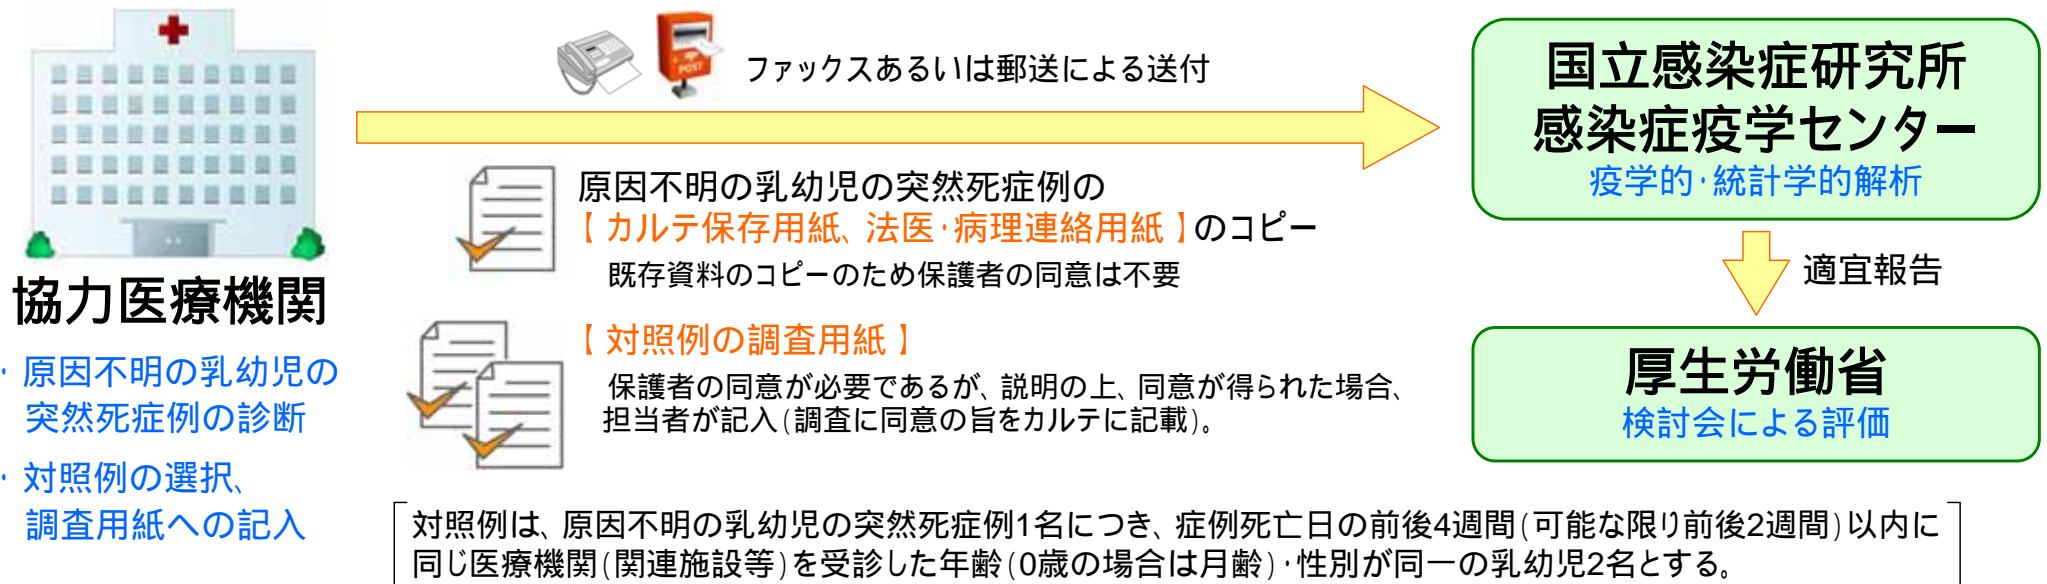 ファックスあるいは郵送による送付
POST
国立感染症研究所
感染症疫学センター
疫学的・統計学的解析
原因不明の乳幼児の突然死症例の
【カルテ保存用紙、法医・病理連絡用紙】のコピー
既存資料のコピーのため保護者の同意は不要
適宜報告
協力医療機関
・原因不明の乳幼児の
突然死症例の診断
・対照例の選択、
調査用紙への記入
【対照例の調査用紙】
保護者の同意が必要であるが、説明の上、同意が得られた場合、
担当者が記入(調査に同意の旨をカルテに記載)。
厚生労働省
検討会による評価
対照例は、原因不明の乳幼児の突然死症例1名につき、症例死亡日の前後4週間(可能な限り前後2週間)以内に
同じ医療機関(関連施設等)を受診した年齢(0歳の場合は月齢)・性別が同一の乳幼児2名とする。